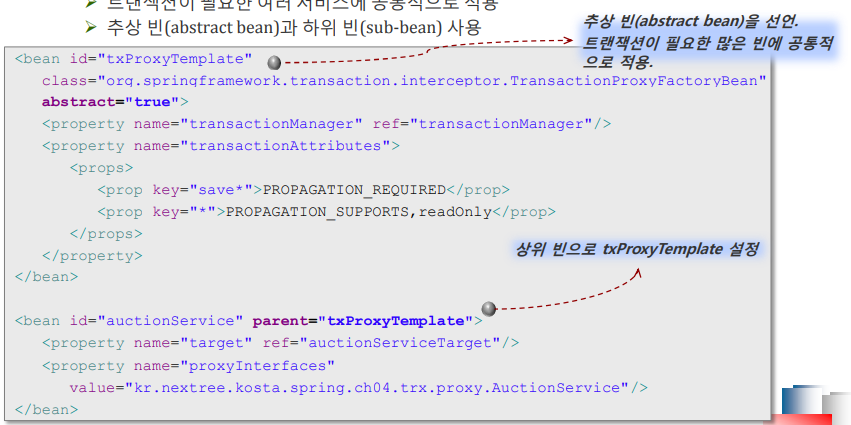 트랜잭션이 필요한 여러 서비스에 공통적으로 적용
추상 빈(abstract bean)과 하위 빈(sub-bean) 사용
추상 빈(abstract bean)을 선언.
트랜잭션이 필요한 많은 빈에 공통적
으로 적용.
<bean id="txProxyTemplate"
class="org.springframework.transaction.interceptor.TransactionProxyFactoryBean"
abstract="true">
<property name="transactionManager" ref="transactionManager"/>
<property name="transactionAttributes">
<props>
<prop key="save*">PROPAGATION_REQUIRED</prop>
<prop key="*">PROPAGATION_SUPPORTS,readOnly</prop>
</props>
</property>
</bean>
상위 빈으로 txProxyTemplate 설정
<bean id="auctionService" parent="txProxyTemplate">
<property name="target" ref="auctionServiceTarget"/>
<property name="proxyInterfaces"
value="kr.nextree.kosta.spring.ch04.trx.proxy.AuctionService"/>
</bean>